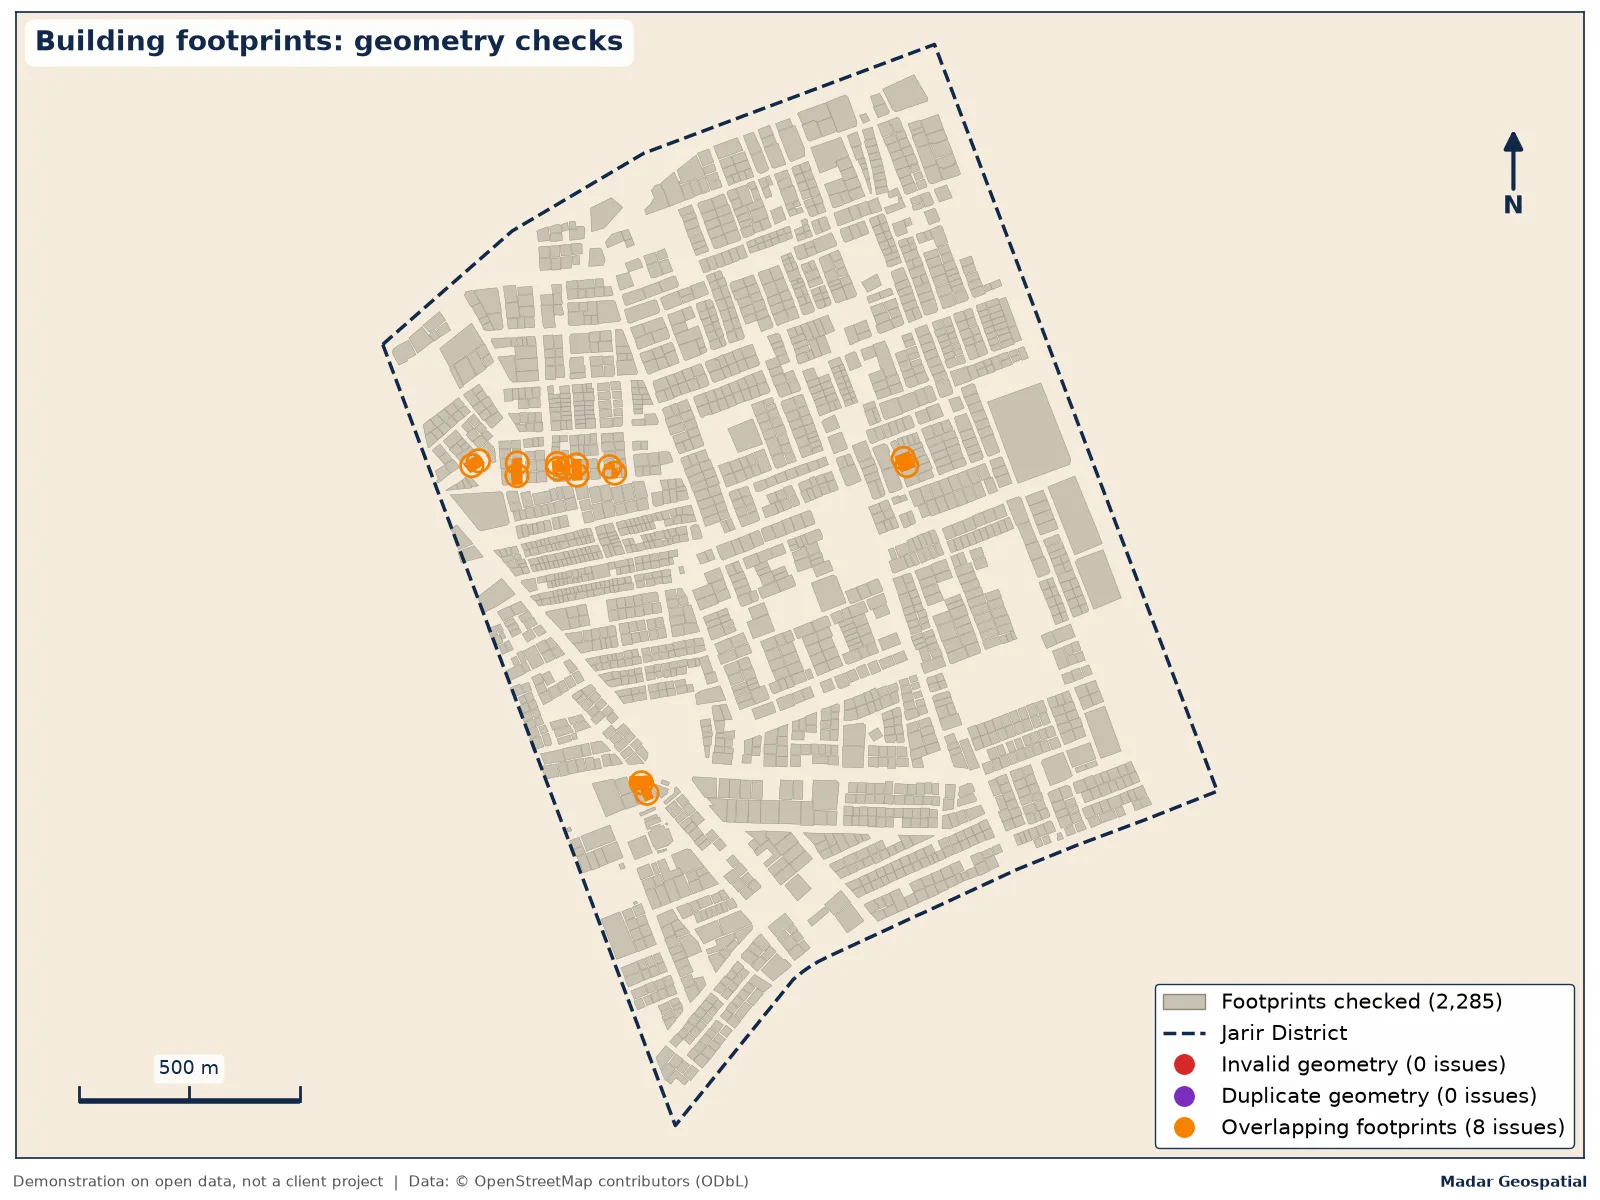 Building footprints: geometry checks
N
500 m
Footprints checked (2,285)
Jarir District
Invalid geometry (0 issues)
Duplicate geometry (0 issues)
Overlapping footprints (8 issues)
Demonstration on open data, not a client project | Data: © OpenStreetMap contributors (ODbL)
Madar Geospatial